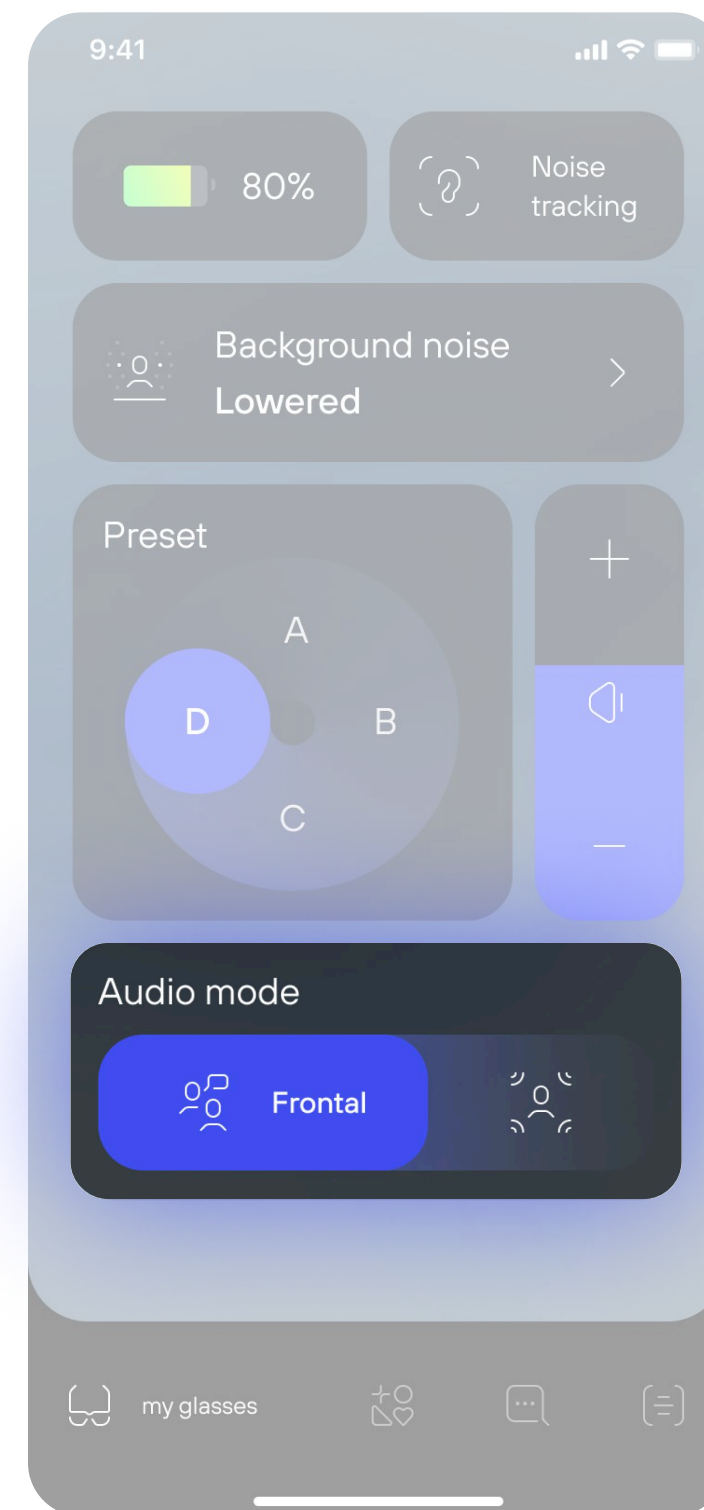 9:41
80%
Noise
tracking
Background noise
Lowered
Preset
A
D
B
C
Audio mode
Frontal
my glasses